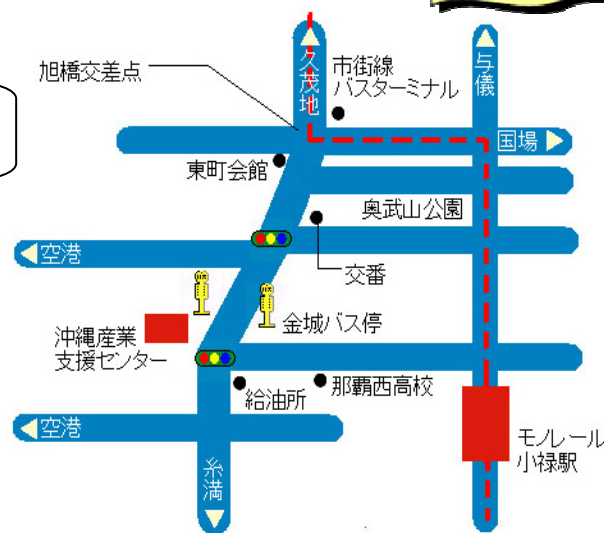 久茂地
与儀
旭橋交差点
市街線
バスターミナル
国場
東町会館
奥武山公園
空港
交番
金城バス停
沖縄産業
支援センター
給油所
那覇西高校
空港
モノレール
小禄駅
糸満